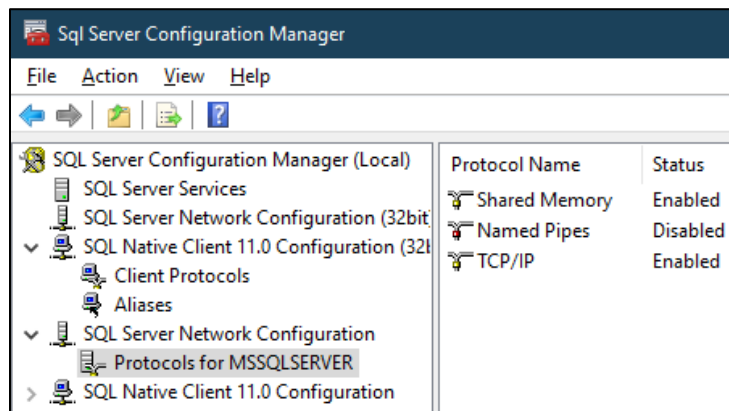 Sql Server Configuration Manager
File Action View Help
SQL Server Configuration Manager (Local)
SQL Server Services
SQL Server Network Configuration (32bit
SQL Native Client 11.0 Configuration (32
Client Protocols
Aliases
SQL Server Network Configuration
Protocols for MSSQLSERVER
SQL Native Client 11.0 Configuration
Protocol Name Status
Shared Memory Enabled
Named Pipes Disabled
TCP/IP Enabled